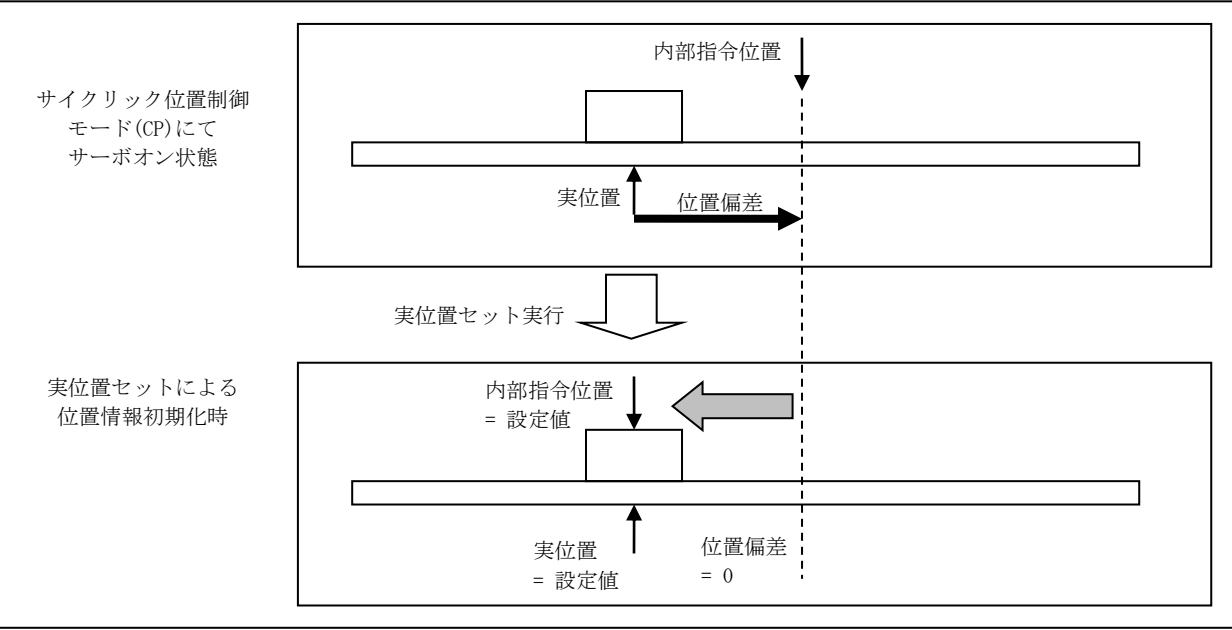 サイクリック位置制御
モード(CP)にて
サーボオン状態
内部指令位置
実位置
位置偏差
実位置セット実行
実位置セットによる
位置情報初期化時
内部指令位置
= 設定値
実位置
= 設定値
位置偏差
= 0